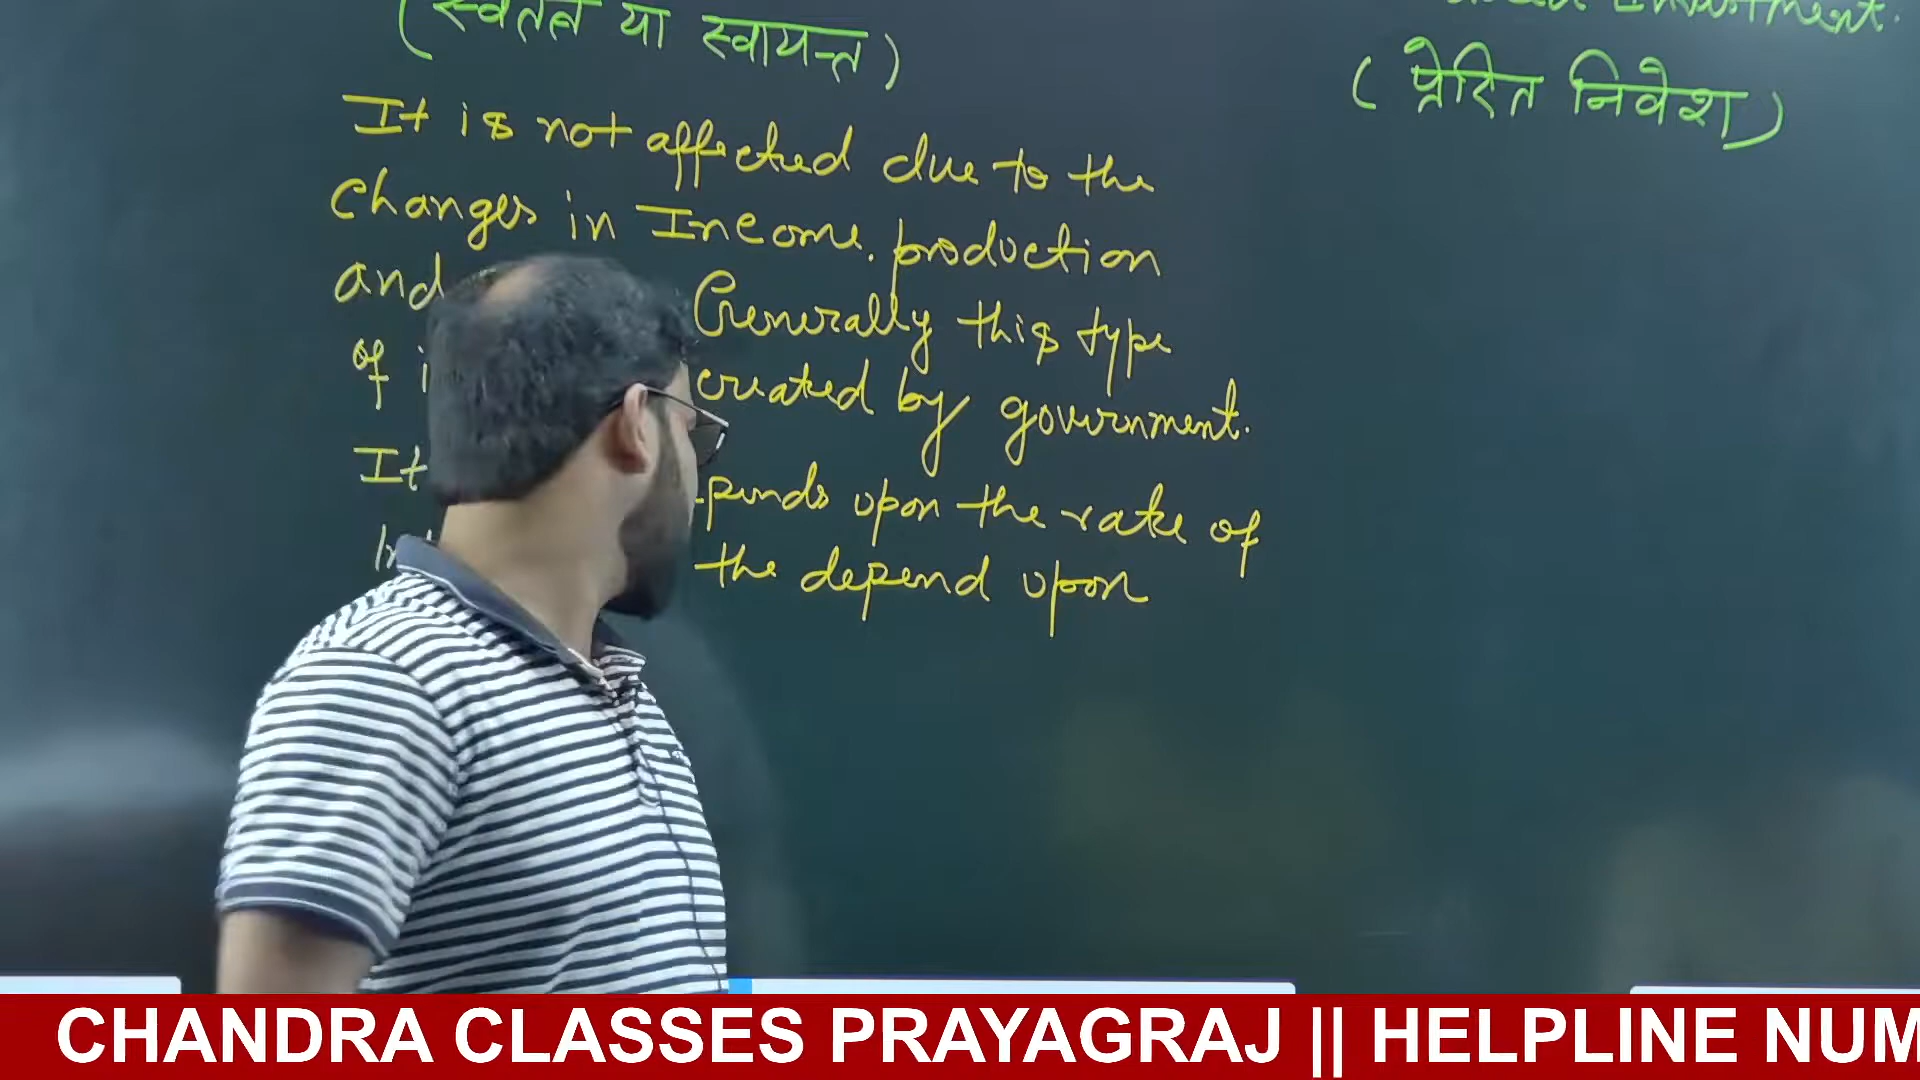 (स्वतंत्र या स्वायत्त)
Investment.
(प्रेरित निवेश)
It is not affected due to the
changes in Income. production
and Generally this type
of created by government.
It upon the rate of
the depend upon
CHANDRA CLASSES PRAYAGRAJ || HELPLINE NUM